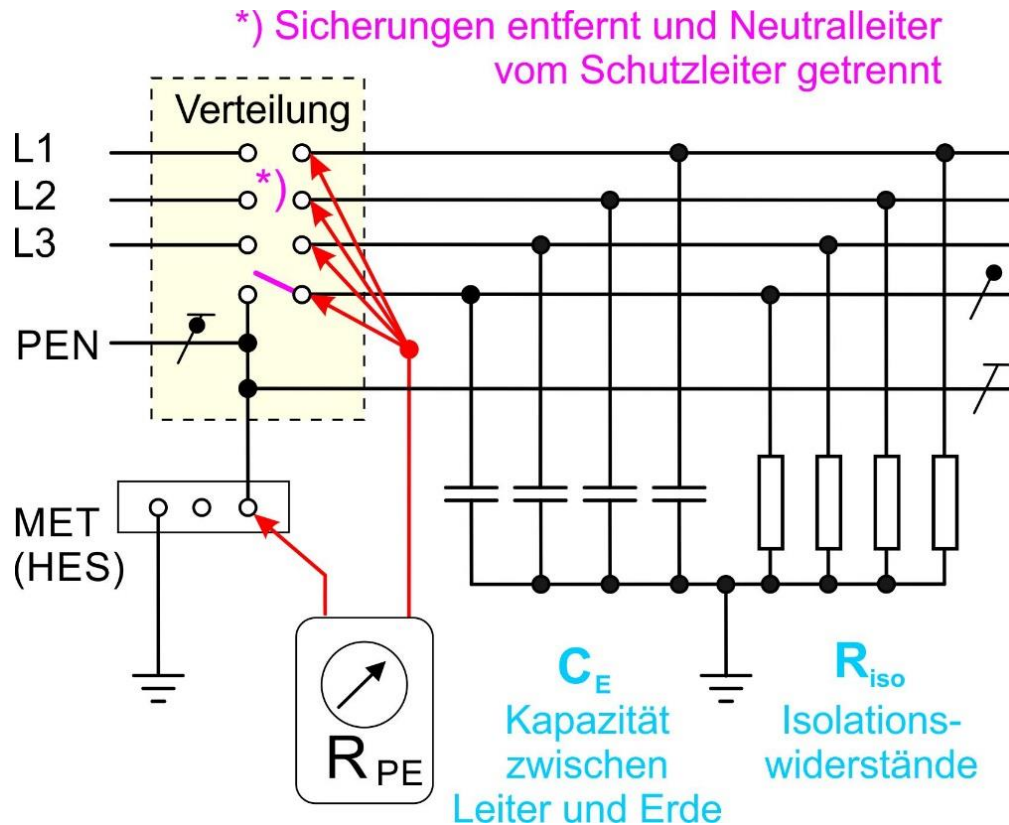 *) Sicherungen entfernt und Neutralleiter
vom Schutzleiter getrennt
Verteilung
L1
*)
L2
L3
PEN
MET
(HES)
R PE
C E
Kapazität
zwischen
Leiter und Erde
R iso
Isolations-
widerstände